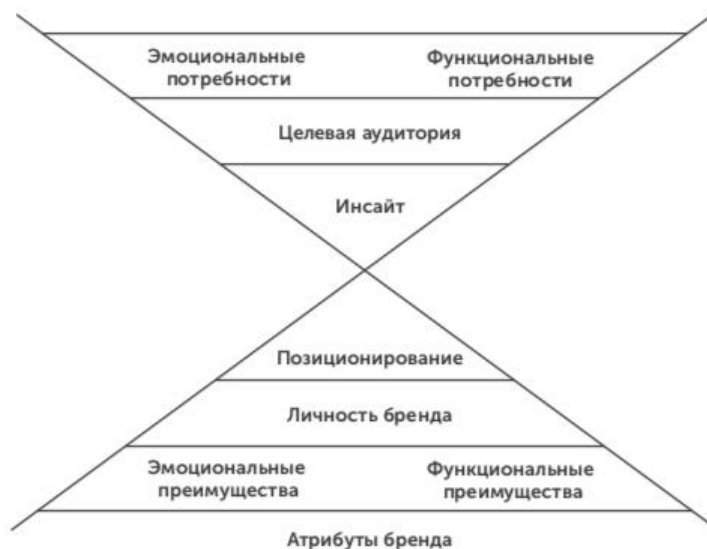 Эмоциональные Функциональные
потребности потребности
Целевая аудитория
Инсайт
Позиционирование
Личность бренда
Эмоциональные Функциональные
преимущества преимущества
Атрибуты бренда